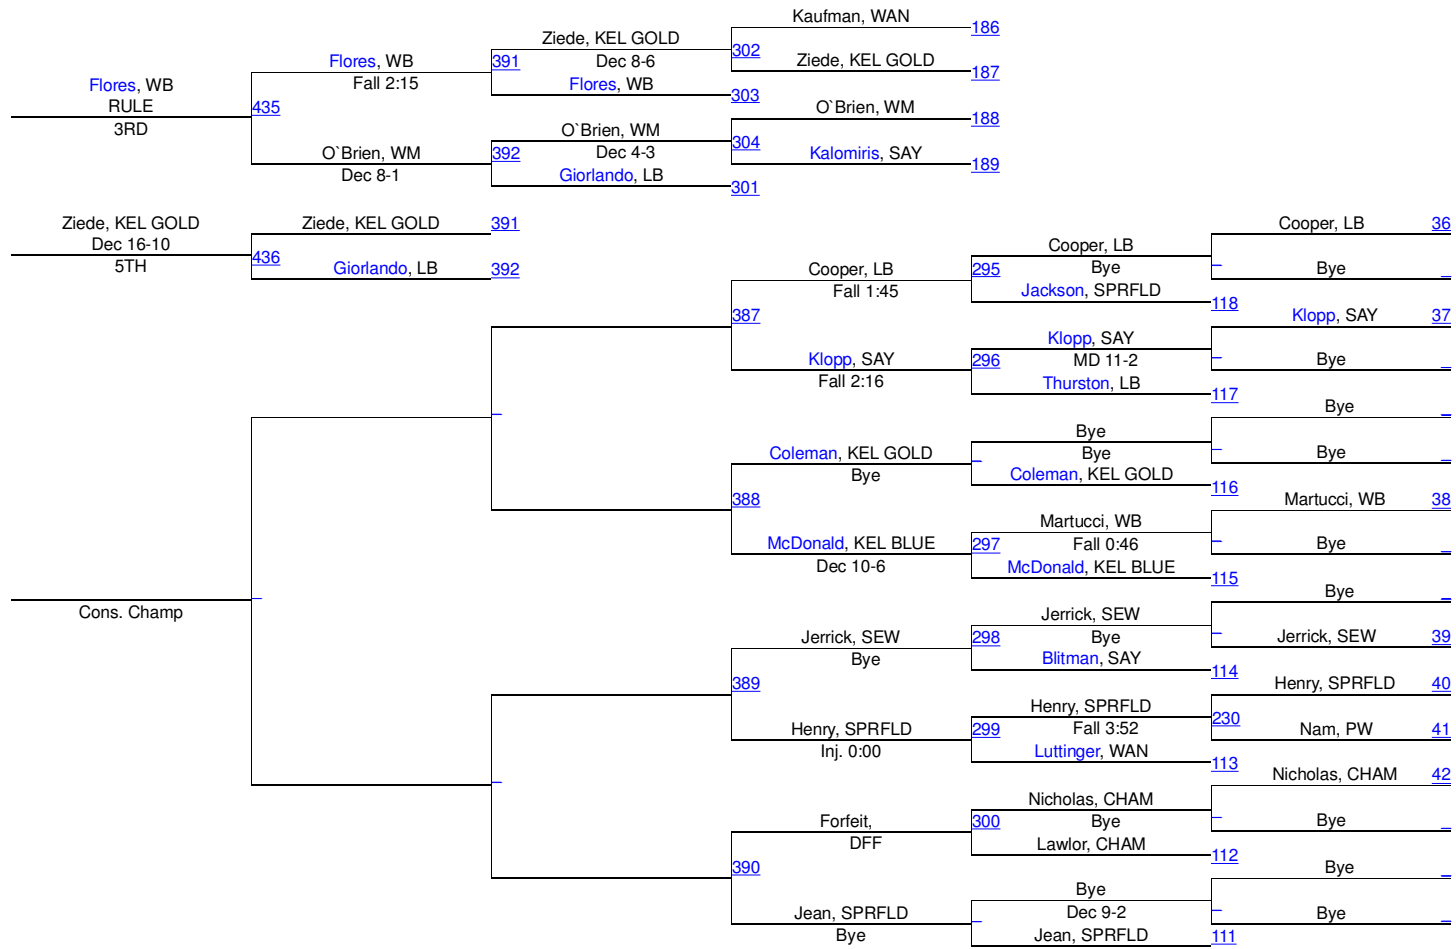 Kaufman, WAN
186
Ziede, KEL GOLD
302
Dec 8-6
Flores, WB
391
Ziede, KEL GOLD
187
Fall 2:15
Flores, WB
303
Flores, WB
RULE
435
3RD
O`Brien, WM
188
O`Brien, WM
304
Dec 4-3
O`Brien, WM
392
Kalomiris, SAY
189
Dec 8-1
Giorlando, LB
301
Ziede, KEL GOLD
Ziede, KEL GOLD
391
Dec 16-10
436
5TH
Giorlando, LB
392
Cooper, LB
36
Cooper, LB
Bye
Bye
Cooper, LB
295
Fall 1:45
Jackson, SPRFLD
118
387
Klopp, SAY
37
Klopp, SAY
MD 11-2
Bye
Klopp, SAY
296
Fall 2:16
Thurston, LB
117
Bye
Bye
Bye
Bye
Coleman, KEL GOLD
Bye
Coleman, KEL GOLD
116
388
Martucci, WB
38
Martucci, WB
Fall 0:46
Bye
McDonald, KEL BLUE
297
Dec 10-6
McDonald, KEL BLUE
115
Cons. Champ
Bye
Jerrick, SEW
Bye
Jerrick, SEW
39
Jerrick, SEW
298
Bye
Blitman, SAY
114
389
Henry, SPRFLD
40
Henry, SPRFLD
230
Fall 3:52
Nam, PW
41
Henry, SPRFLD
299
Inj. 0:00
Luttinger, WAN
113
Nicholas, CHAM
42
Nicholas, CHAM
Bye
Bye
Forfeit,
300
DFF
Lawlor, CHAM
112
390
Bye
Bye
Dec 9-2
Bye
Jean, SPRFLD
Bye
Jean, SPRFLD
111